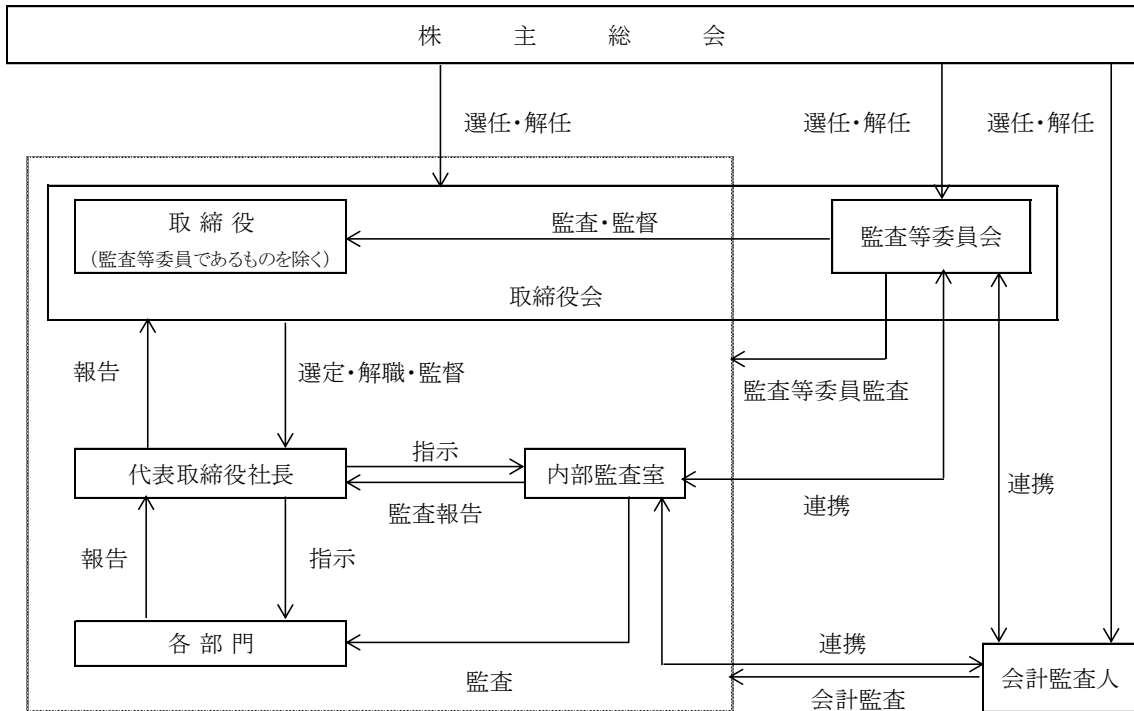 株 主 総 会
選任・解任
選任・解任
選任・解任
取 締 役
（監査等委員であるものを除く）
監査・監督
監査等委員会
取締役会
報告
選定・解職・監督
監査等委員監査
代表取締役社長
指示
内部監査室
監査報告
連携
連携
報告
指示
各 部 門
監査
連携
会計監査
会計監査人